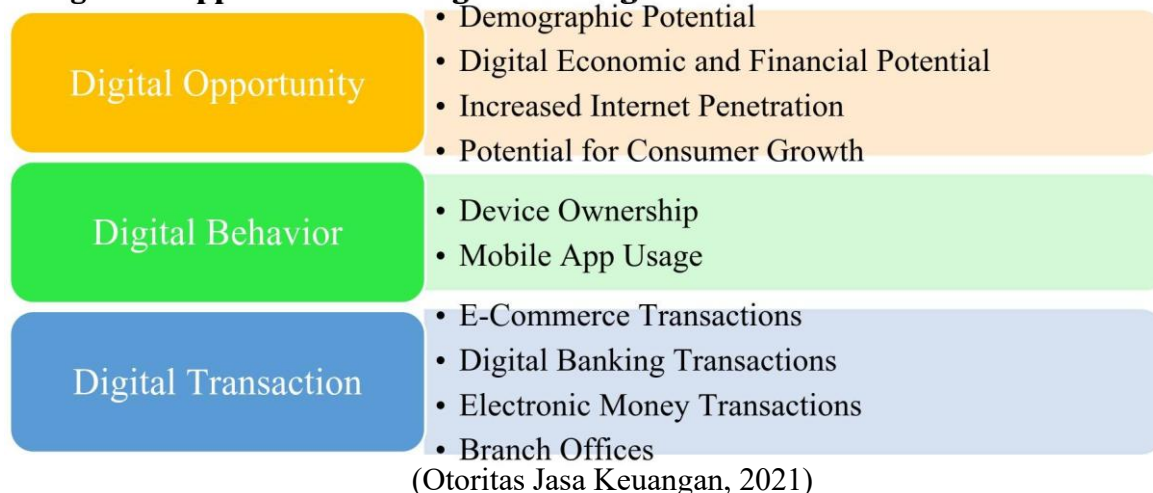 Digital Opportunity
• Demographic Potential
• Digital Economic and Financial Potential
• Increased Internet Penetration
• Potential for Consumer Growth
Digital Behavior
• Device Ownership
• Mobile App Usage
Digital Transaction
• E-Commerce Transactions
• Digital Banking Transactions
• Electronic Money Transactions
• Branch Offices
(Otoritas Jasa Keuangan, 2021)